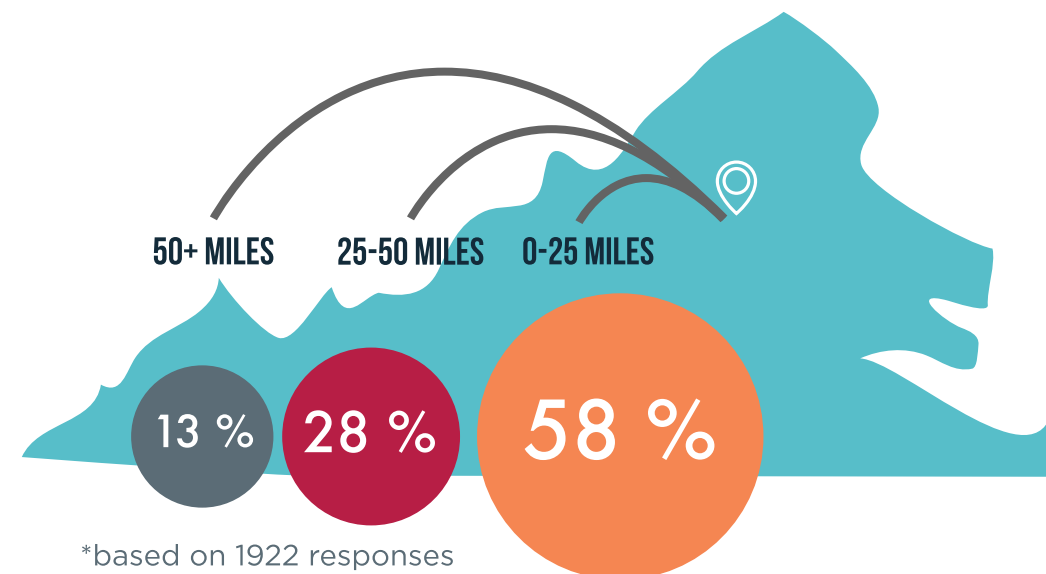 50+ MILES 25-50 MILES 0-25 MILES
13 % 28 % 58 %
*based on 1922 responses